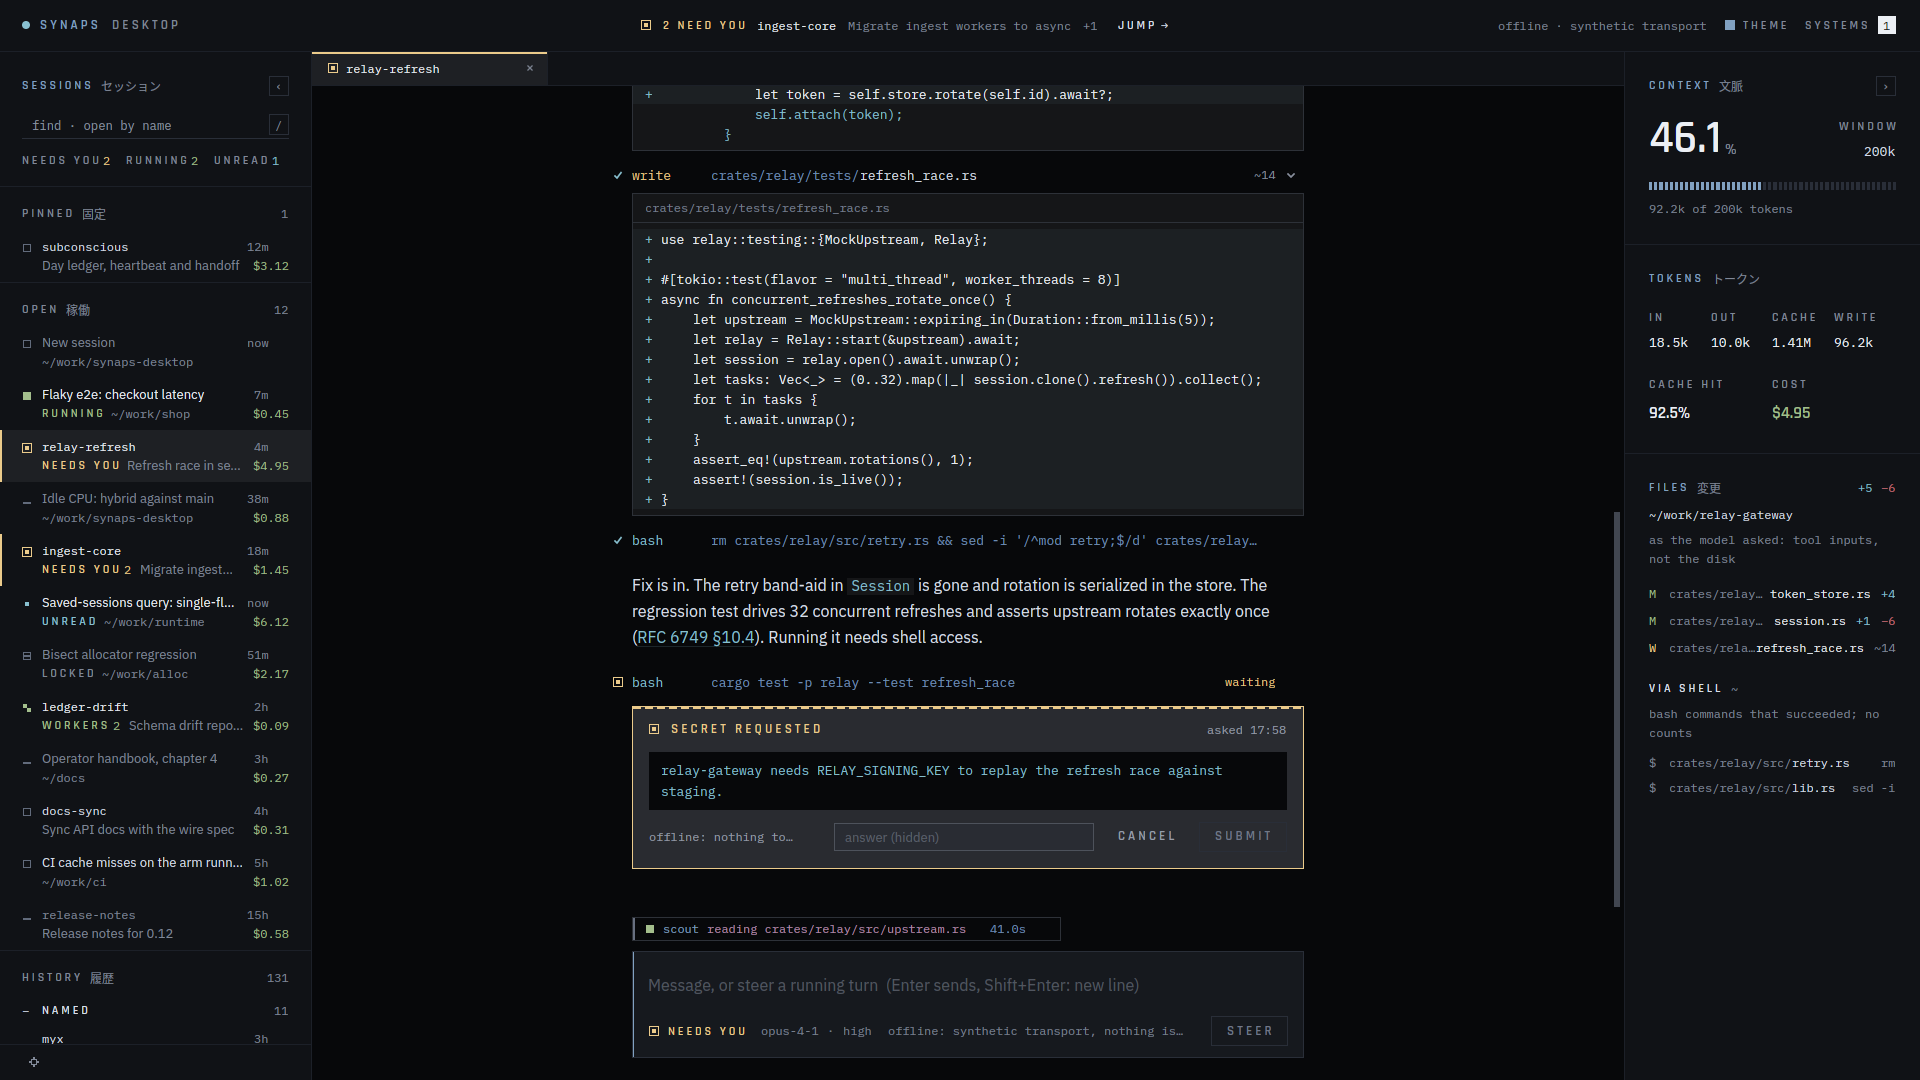 SYNAPS DESKTOP
2 NEED YOU ingest-core Migrate ingest workers to async +1 JUMP →
offline · synthetic transport THEME SYSTEMS 1
SESSIONS セッション ‹
find · open by name /
NEEDS YOU 2 RUNNING 2 UNREAD 1
PINNED 固定 1
subconscious 12m
Day ledger, heartbeat and handoff $3.12
OPEN 稼働 12
New session now
~/work/synaps-desktop
Flaky e2e: checkout latency 7m
RUNNING ~/work/shop $0.45
relay-refresh 4m
NEEDS YOU Refresh race in se… $4.95
Idle CPU: hybrid against main 38m
~/work/synaps-desktop $0.88
ingest-core 18m
NEEDS YOU 2 Migrate ingest… $1.45
Saved-sessions query: single-fl… now
UNREAD ~/work/runtime $6.12
Bisect allocator regression 51m
LOCKED ~/work/alloc $2.17
ledger-drift 2h
WORKERS 2 Schema drift repo… $0.09
Operator handbook, chapter 4 3h
~/docs $0.27
docs-sync 4h
Sync API docs with the wire spec $0.31
CI cache misses on the arm runn… 5h
~/work/ci $1.02
release-notes 15h
Release notes for 0.12 $0.58
HISTORY 履歴 131
– NAMED 11
myx 3h
relay-refresh ×
+ let token = self.store.rotate(self.id).await?;
self.attach(token);
}
✓ write crates/relay/tests/refresh_race.rs ~14
crates/relay/tests/refresh_race.rs
+ use relay::testing::{MockUpstream, Relay};
+
+ #[tokio::test(flavor = "multi_thread", worker_threads = 8)]
+ async fn concurrent_refreshes_rotate_once() {
+ let upstream = MockUpstream::expiring_in(Duration::from_millis(5));
+ let relay = Relay::start(&upstream).await;
+ let session = relay.open().await.unwrap();
+ let tasks: Vec<_> = (0..32).map(|_| session.clone().refresh()).collect();
+ for t in tasks {
+ t.await.unwrap();
+ }
+ assert_eq!(upstream.rotations(), 1);
+ assert!(session.is_live());
+ }
✓ bash rm crates/relay/src/retry.rs && sed -i '/^mod retry;$/d' crates/relay…
Fix is in. The retry band-aid in Session is gone and rotation is serialized in the store. The
regression test drives 32 concurrent refreshes and asserts upstream rotates exactly once
(RFC 6749 §10.4). Running it needs shell access.
bash cargo test -p relay --test refresh_race waiting
SECRET REQUESTED asked 17:58
relay-gateway needs RELAY_SIGNING_KEY to replay the refresh race against
staging.
offline: nothing to… answer (hidden) CANCEL SUBMIT
scout reading crates/relay/src/upstream.rs 41.0s
Message, or steer a running turn (Enter sends, Shift+Enter: new line)
NEEDS YOU opus-4-1 · high offline: synthetic transport, nothing is… STEER
CONTEXT 文脈 ›
46.1% WINDOW
200k
92.2k of 200k tokens
TOKENS トークン
IN OUT CACHE WRITE
18.5k 10.0k 1.41M 96.2k
CACHE HIT COST
92.5% $4.95
FILES 変更 +5 −6
~/work/relay-gateway
as the model asked: tool inputs,
not the disk
M crates/relay… token_store.rs +4
M crates/relay… session.rs +1 −6
W crates/rela…refresh_race.rs ~14
VIA SHELL ~
bash commands that succeeded; no
counts
$ crates/relay/src/retry.rs rm
$ crates/relay/src/lib.rs sed -i